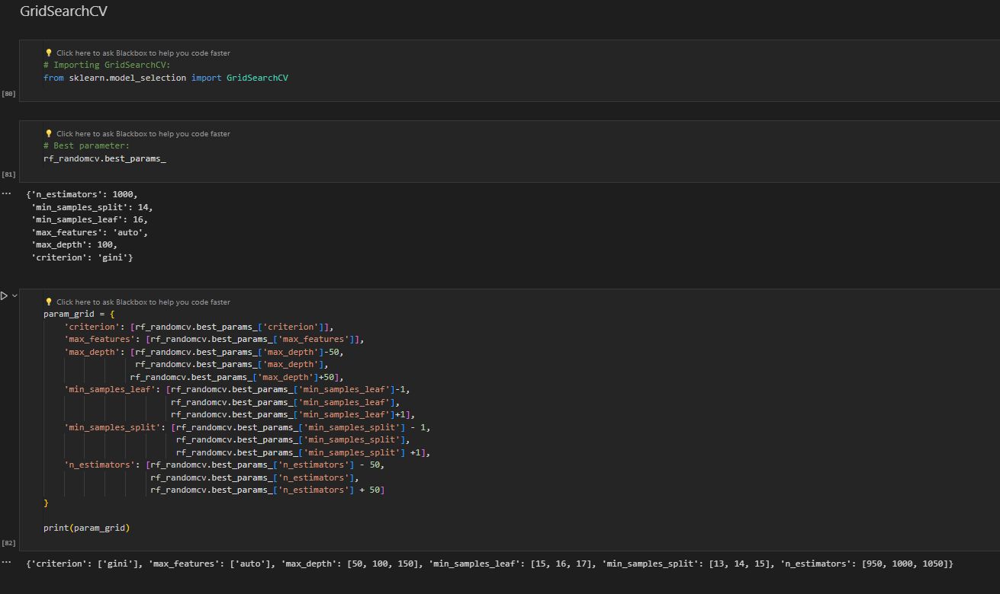 GridSearchCV
Click here to ask Blackbox to help you code faster
# Importing GridSearchCV:
from sklearn.model_selection import GridSearchCV
[80]
Click here to ask Blackbox to help you code faster
# Best parameter:
rf_randomcv.best_params_
[81]
... {'n_estimators': 1000,
'min_samples_split': 14,
'min_samples_leaf': 16,
'max_features': 'auto',
'max_depth': 100,
'criterion': 'gini'}
Click here to ask Blackbox to help you code faster
param_grid = {
'criterion': [rf_randomcv.best_params_['criterion']],
'max_features': [rf_randomcv.best_params_['max_features']],
'max_depth': [rf_randomcv.best_params_['max_depth']-50,
rf_randomcv.best_params_['max_depth'],
rf_randomcv.best_params_['max_depth']+50],
'min_samples_leaf': [rf_randomcv.best_params_['min_samples_leaf']-1,
rf_randomcv.best_params_['min_samples_leaf'],
rf_randomcv.best_params_['min_samples_leaf']+1],
'min_samples_split': [rf_randomcv.best_params_['min_samples_split'] - 1,
rf_randomcv.best_params_['min_samples_split'],
rf_randomcv.best_params_['min_samples_split'] +1],
'n_estimators': [rf_randomcv.best_params_['n_estimators'] - 50,
rf_randomcv.best_params_['n_estimators'],
rf_randomcv.best_params_['n_estimators'] + 50]
}
print(param_grid)
[82]
... {'criterion': ['gini'], 'max_features': ['auto'], 'max_depth': [50, 100, 150], 'min_samples_leaf': [15, 16, 17], 'min_samples_split': [13, 14, 15], 'n_estimators': [950, 1000, 1050]}